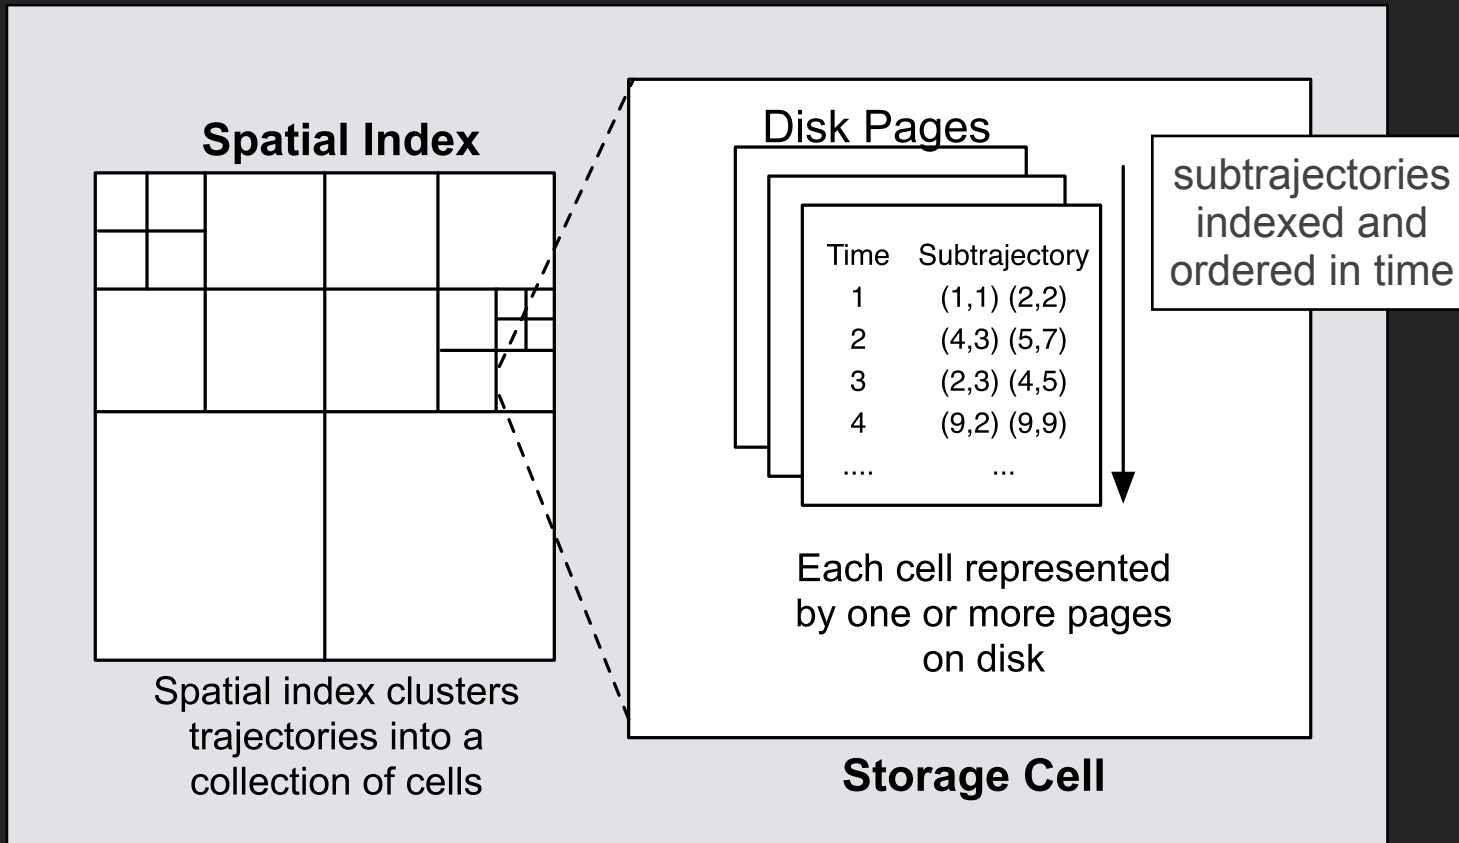 Spatial Index
Spatial index clusters
trajectories into a
collection of cells
Disk Pages
Time Subtrajectory
1 (1,1) (2,2)
2 (4,3) (5,7)
3 (2,3) (4,5)
4 (9,2) (9,9)
.... ...
subtrajectories
indexed and
ordered in time
Each cell represented
by one or more pages
on disk
Storage Cell